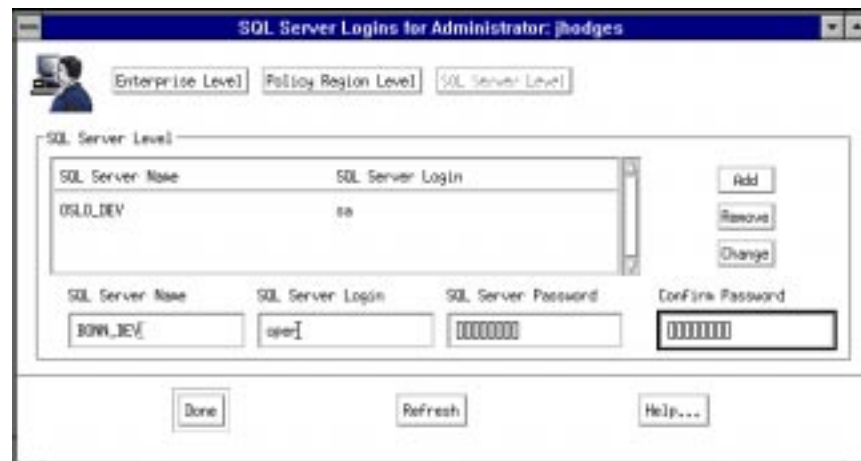 SQL Server Logins for Administrator: jhodges
Enterprise Level Policy Region Level SQL Server Level
SQL Server Level
SQL Server Name SQL Server Login
OSLO_DEV sa
Add
Remove
Change
SQL Server Name SQL Server Login SQL Server Password Confirm Password
BONN_DEV oper
Done Refresh Help...